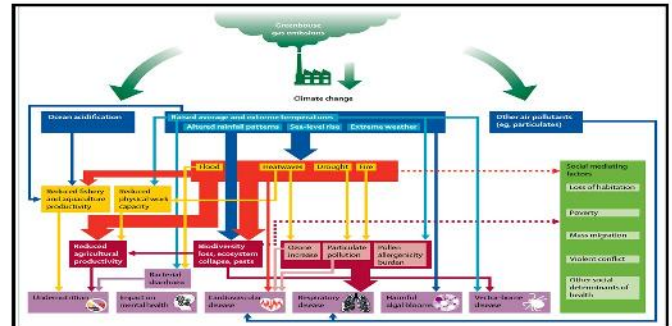 Greenhouse
gas emissions
Climate change
Ocean acidification
Raised average and extreme temperatures
Altered rainfall patterns
Sea-level rise
Extreme weather
Other air pollutants
(eg, particulates)
Flood
Heatwaves
Drought
Fire
Social mediating
factors
Loss of habitation
Poverty
Mass migration
Violent conflict
Other social
determinants of
health
Reduced fishery
and aquaculture
productivity
Reduced
physical work
capacity
Reduced
agricultural
productivity
Biodiversity
loss, ecosystem
collapse, pests
Ozone
increase
Particulate
pollution
Pollen
allergenicity
burden
Bacterial
diarrhoea
Undernutrition
Impact on
mental health
Cardiovascular
disease
Respiratory
disease
Harmful
algal blooms
Vector-borne
disease